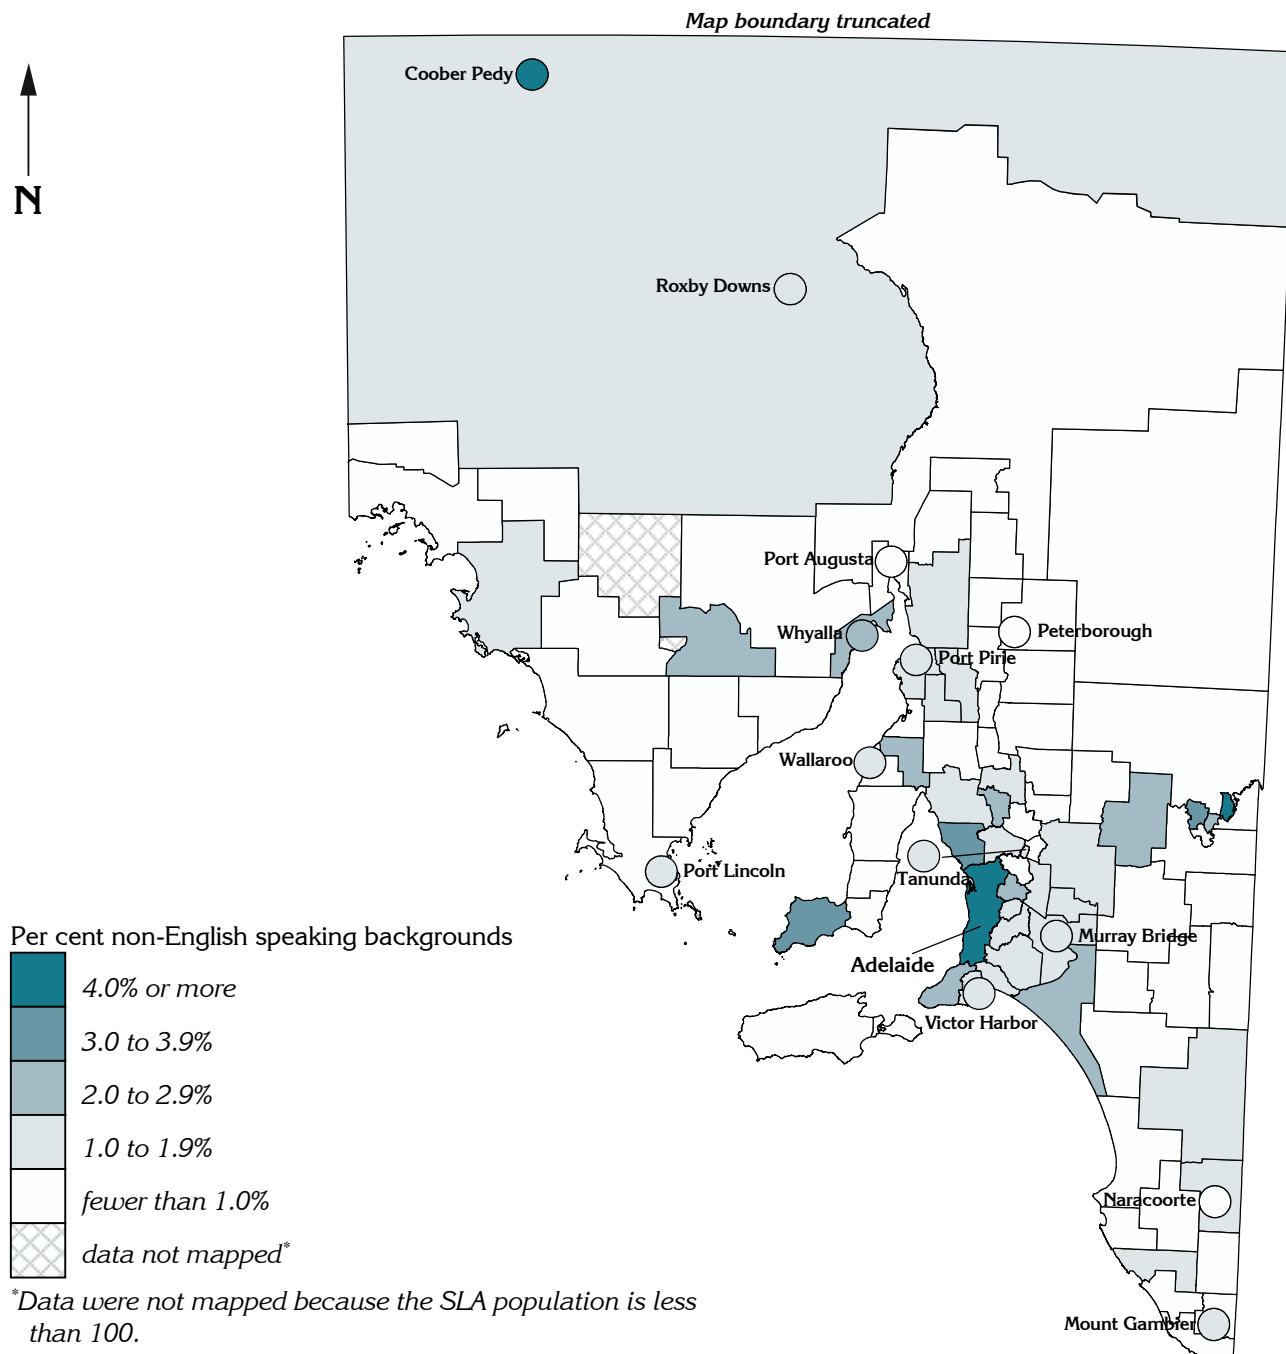 Map boundary truncated
Coober Pedy
N
Roxby Downs
Port Augusta
Whyalla
Peterborough
Port Pirie
Wallaroo
Port Lincoln
Tanunda
Per cent non-English speaking backgrounds
Murray Bridge
Adelaide
4.0% or more
Victor Harbor
3.0 to 3.9%
2.0 to 2.9%
1.0 to 1.9%
fewer than 1.0%
Naracoorte
data not mapped*
*Data were not mapped because the SLA population is less
than 100.
Mount Gambier